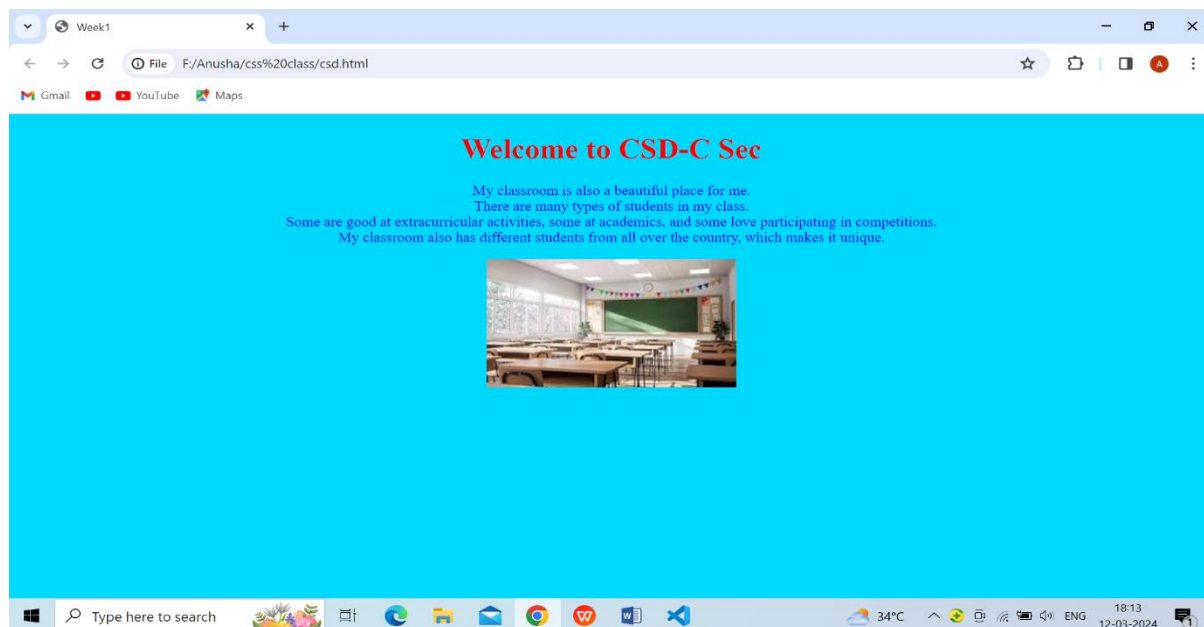 Week1
File F:/Anusha/css%20class/csd.html
A
Gmail YouTube Maps
Welcome to CSD-C Sec
My classroom is also a beautiful place for me.
There are many types of students in my class.
Some are good at extracurricular activities, some at academics, and some love participating in competitions.
My classroom also has different students from all over the country, which makes it unique.
Type here to search
34°C ENG
18:13
12-03-2024